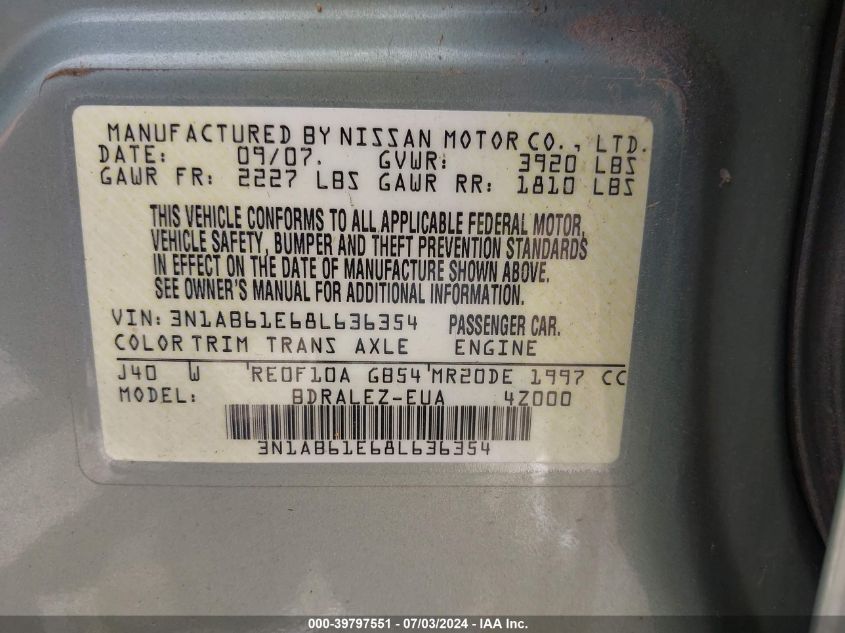 MANUFACTURED BY NISSAN MOTOR CO., LTD.
DATE: 09/07. GVWR: 3920 LBS
GAWR FR: 2227 LBS GAWR RR: 1810 LBS
THIS VEHICLE CONFORMS TO ALL APPLICABLE FEDERAL MOTOR
VEHICLE SAFETY, BUMPER AND THEFT PREVENTION STANDARDS
IN EFFECT ON THE DATE OF MANUFACTURE SHOWN ABOVE.
SEE OWNER'S MANUAL FOR ADDITIONAL INFORMATION.
VIN: 3N1AB61E68L636354 PASSENGER CAR.
COLOR TRIM TRANS AXLE ENGINE
J40 W RE0F10A GB54 MR20DE 1997 CC
MODEL: BDRALEZ-EUA 4Z000
3N1AB61E68L636354
000-39797551 - 07/03/2024 - IAA Inc.